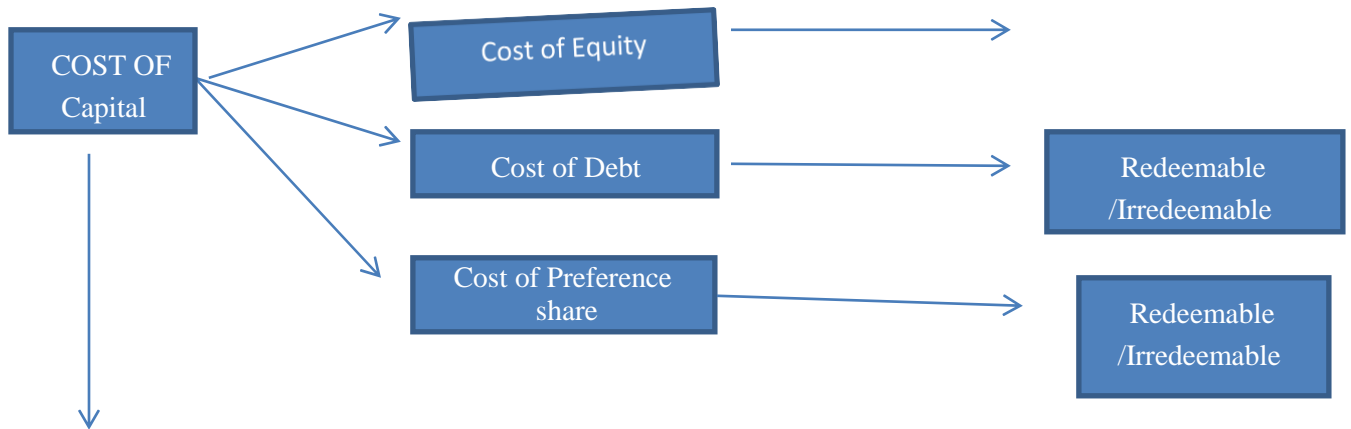 COST OF
Capital
Cost of Equity
Cost of Debt
Redeemable
/Irredeemable
Cost of Preference
share
Redeemable
/Irredeemable